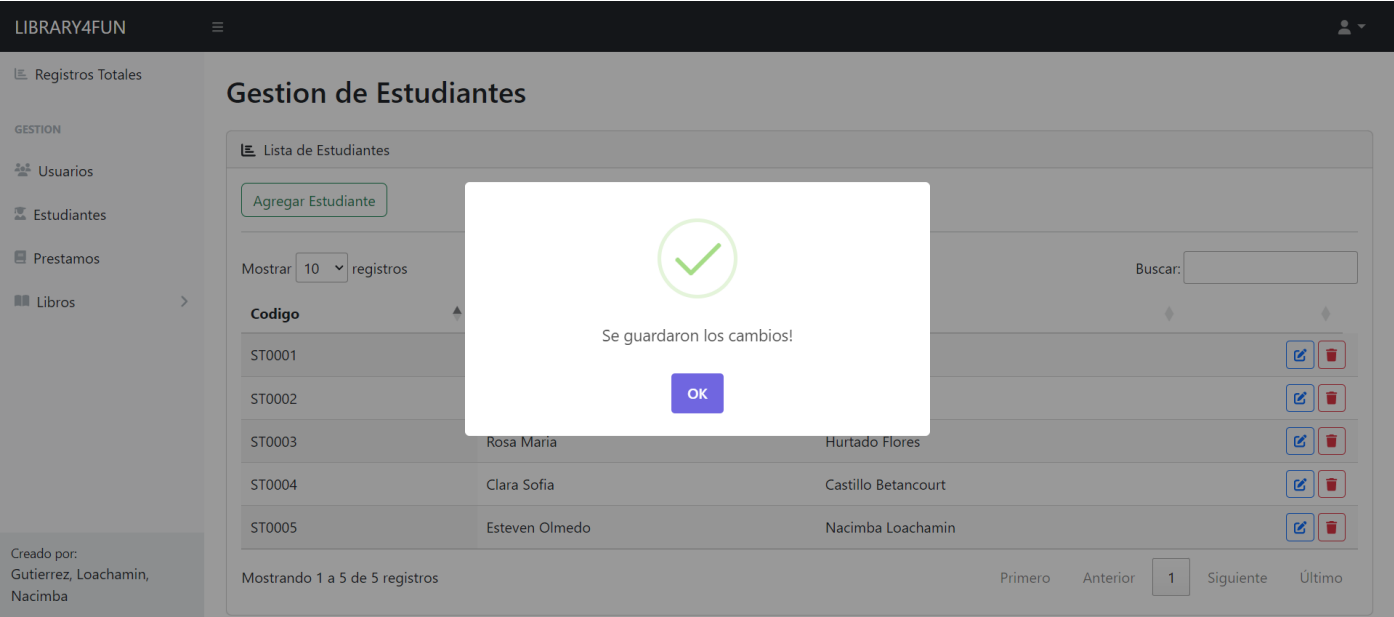 LIBRARY4FUN
Registros Totales
GESTION
Usuarios
Estudiantes
Prestamos
Libros
Creado por:
Gutierrez, Loachamin,
Nacimba
Gestion de Estudiantes
Lista de Estudiantes
Agregar Estudiante
Mostrar 10 registros
Buscar:
Codigo
ST0001
ST0002
ST0003 Rosa Maria Hurtado Flores
ST0004 Clara Sofia Castillo Betancourt
ST0005 Esteven Olmedo Nacimba Loachamin
Mostrando 1 a 5 de 5 registros
Primero Anterior 1 Siguiente Último
Se guardaron los cambios!
OK